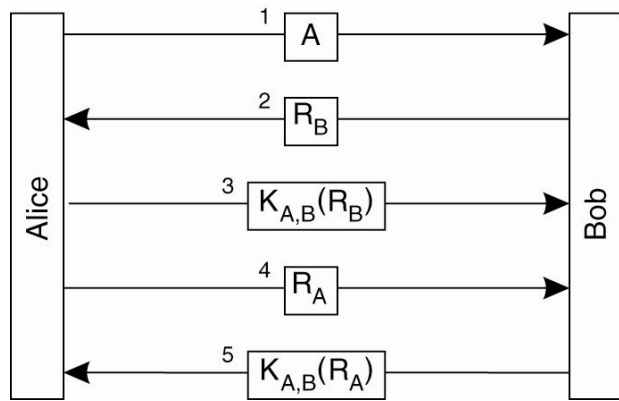 1 A
2 R_B
3 K_A,B(R_B)
4 R_A
5 K_A,B(R_A)
Alice
Bob